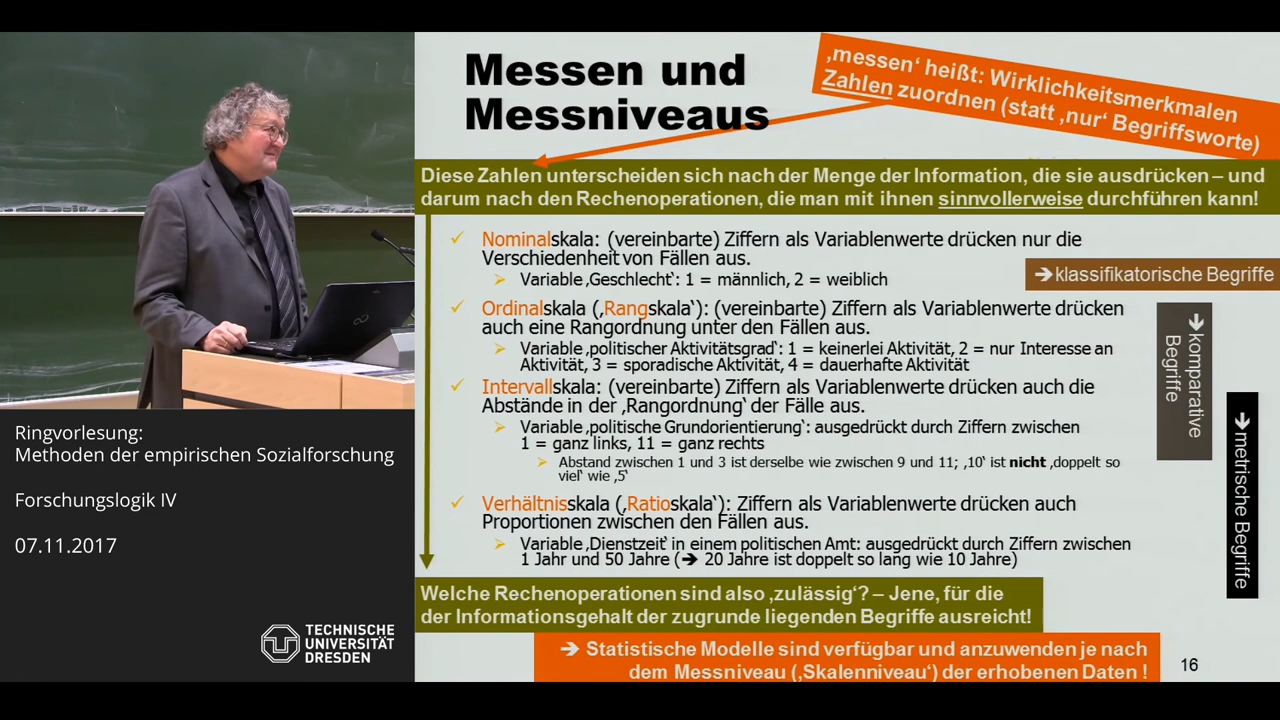 Messen und
Messniveaus
‚messen‘ heißt: Wirklichkeitsmerkmalen
Zahlen zuordnen (statt ‚nur‘ Begriffsworte)
Diese Zahlen unterscheiden sich nach der Menge der Information, die sie ausdrücken – und
darum nach den Rechenoperationen, die man mit ihnen sinnvollerweise durchführen kann!
✓ Nominalskala: (vereinbarte) Ziffern als Variablenwerte drücken nur die
Verschiedenheit von Fällen aus.
➢ Variable ‚Geschlecht‘: 1 = männlich, 2 = weiblich
➔klassifikatorische Begriffe
✓ Ordinalskala (‚Rangskala‘): (vereinbarte) Ziffern als Variablenwerte drücken
auch eine Rangordnung unter den Fällen aus.
➢ Variable ‚politischer Aktivitätsgrad‘: 1 = keinerlei Aktivität, 2 = nur Interesse an
Aktivität, 3 = sporadische Aktivität, 4 = dauerhafte Aktivität
➔komparative
Begriffe
✓ Intervallskala: (vereinbarte) Ziffern als Variablenwerte drücken auch die
Abstände in der ‚Rangordnung‘ der Fälle aus.
➢ Variable ‚politische Grundorientierung‘: ausgedrückt durch Ziffern zwischen
1 = ganz links, 11 = ganz rechts
➢ Abstand zwischen 1 und 3 ist derselbe wie zwischen 9 und 11; ‚10‘ ist nicht ‚doppelt so
viel‘ wie ‚5‘
➔metrische Begriffe
✓ Verhältnisskala (‚Ratioskala‘): Ziffern als Variablenwerte drücken auch
Proportionen zwischen den Fällen aus.
➢ Variable ‚Dienstzeit‘ in einem politischen Amt: ausgedrückt durch Ziffern zwischen
1 Jahr und 50 Jahre (➔ 20 Jahre ist doppelt so lang wie 10 Jahre)
Welche Rechenoperationen sind also ‚zulässig‘? – Jene, für die
der Informationsgehalt der zugrunde liegenden Begriffe ausreicht!
➔ Statistische Modelle sind verfügbar und anzuwenden je nach
dem Messniveau (‚Skalenniveau‘) der erhobenen Daten !
16
Ringvorlesung:
Methoden der empirischen Sozialforschung
Forschungslogik IV
07.11.2017
TECHNISCHE
UNIVERSITÄT
DRESDEN